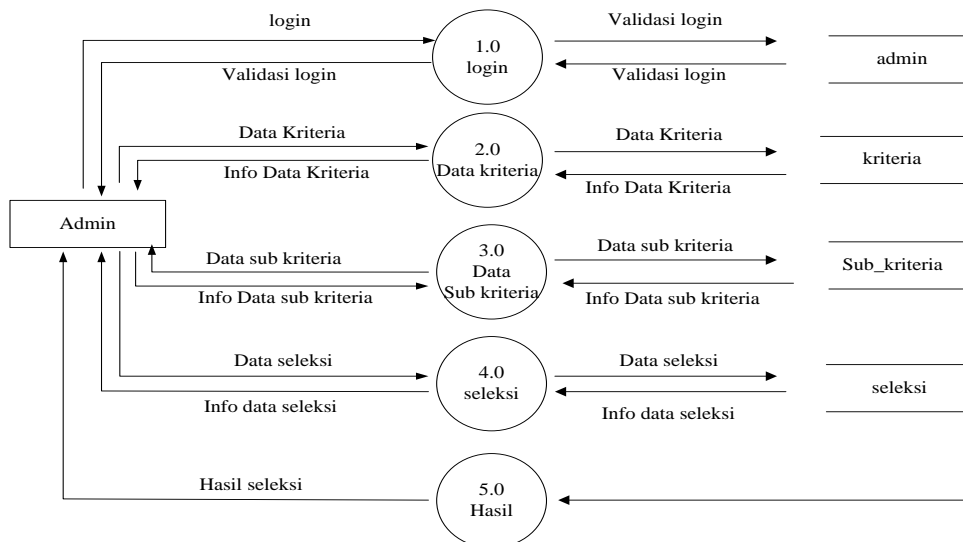 login
Validasi login
1.0
login
Validasi login
Validasi login
admin
Data Kriteria
Info Data Kriteria
2.0
Data kriteria
Data Kriteria
Info Data Kriteria
kriteria
Admin
Data sub kriteria
Info Data sub kriteria
3.0
Data
Sub kriteria
Data sub kriteria
Info Data sub kriteria
Sub_kriteria
Data seleksi
Info data seleksi
4.0
seleksi
Data seleksi
Info data seleksi
seleksi
Hasil seleksi
5.0
Hasil